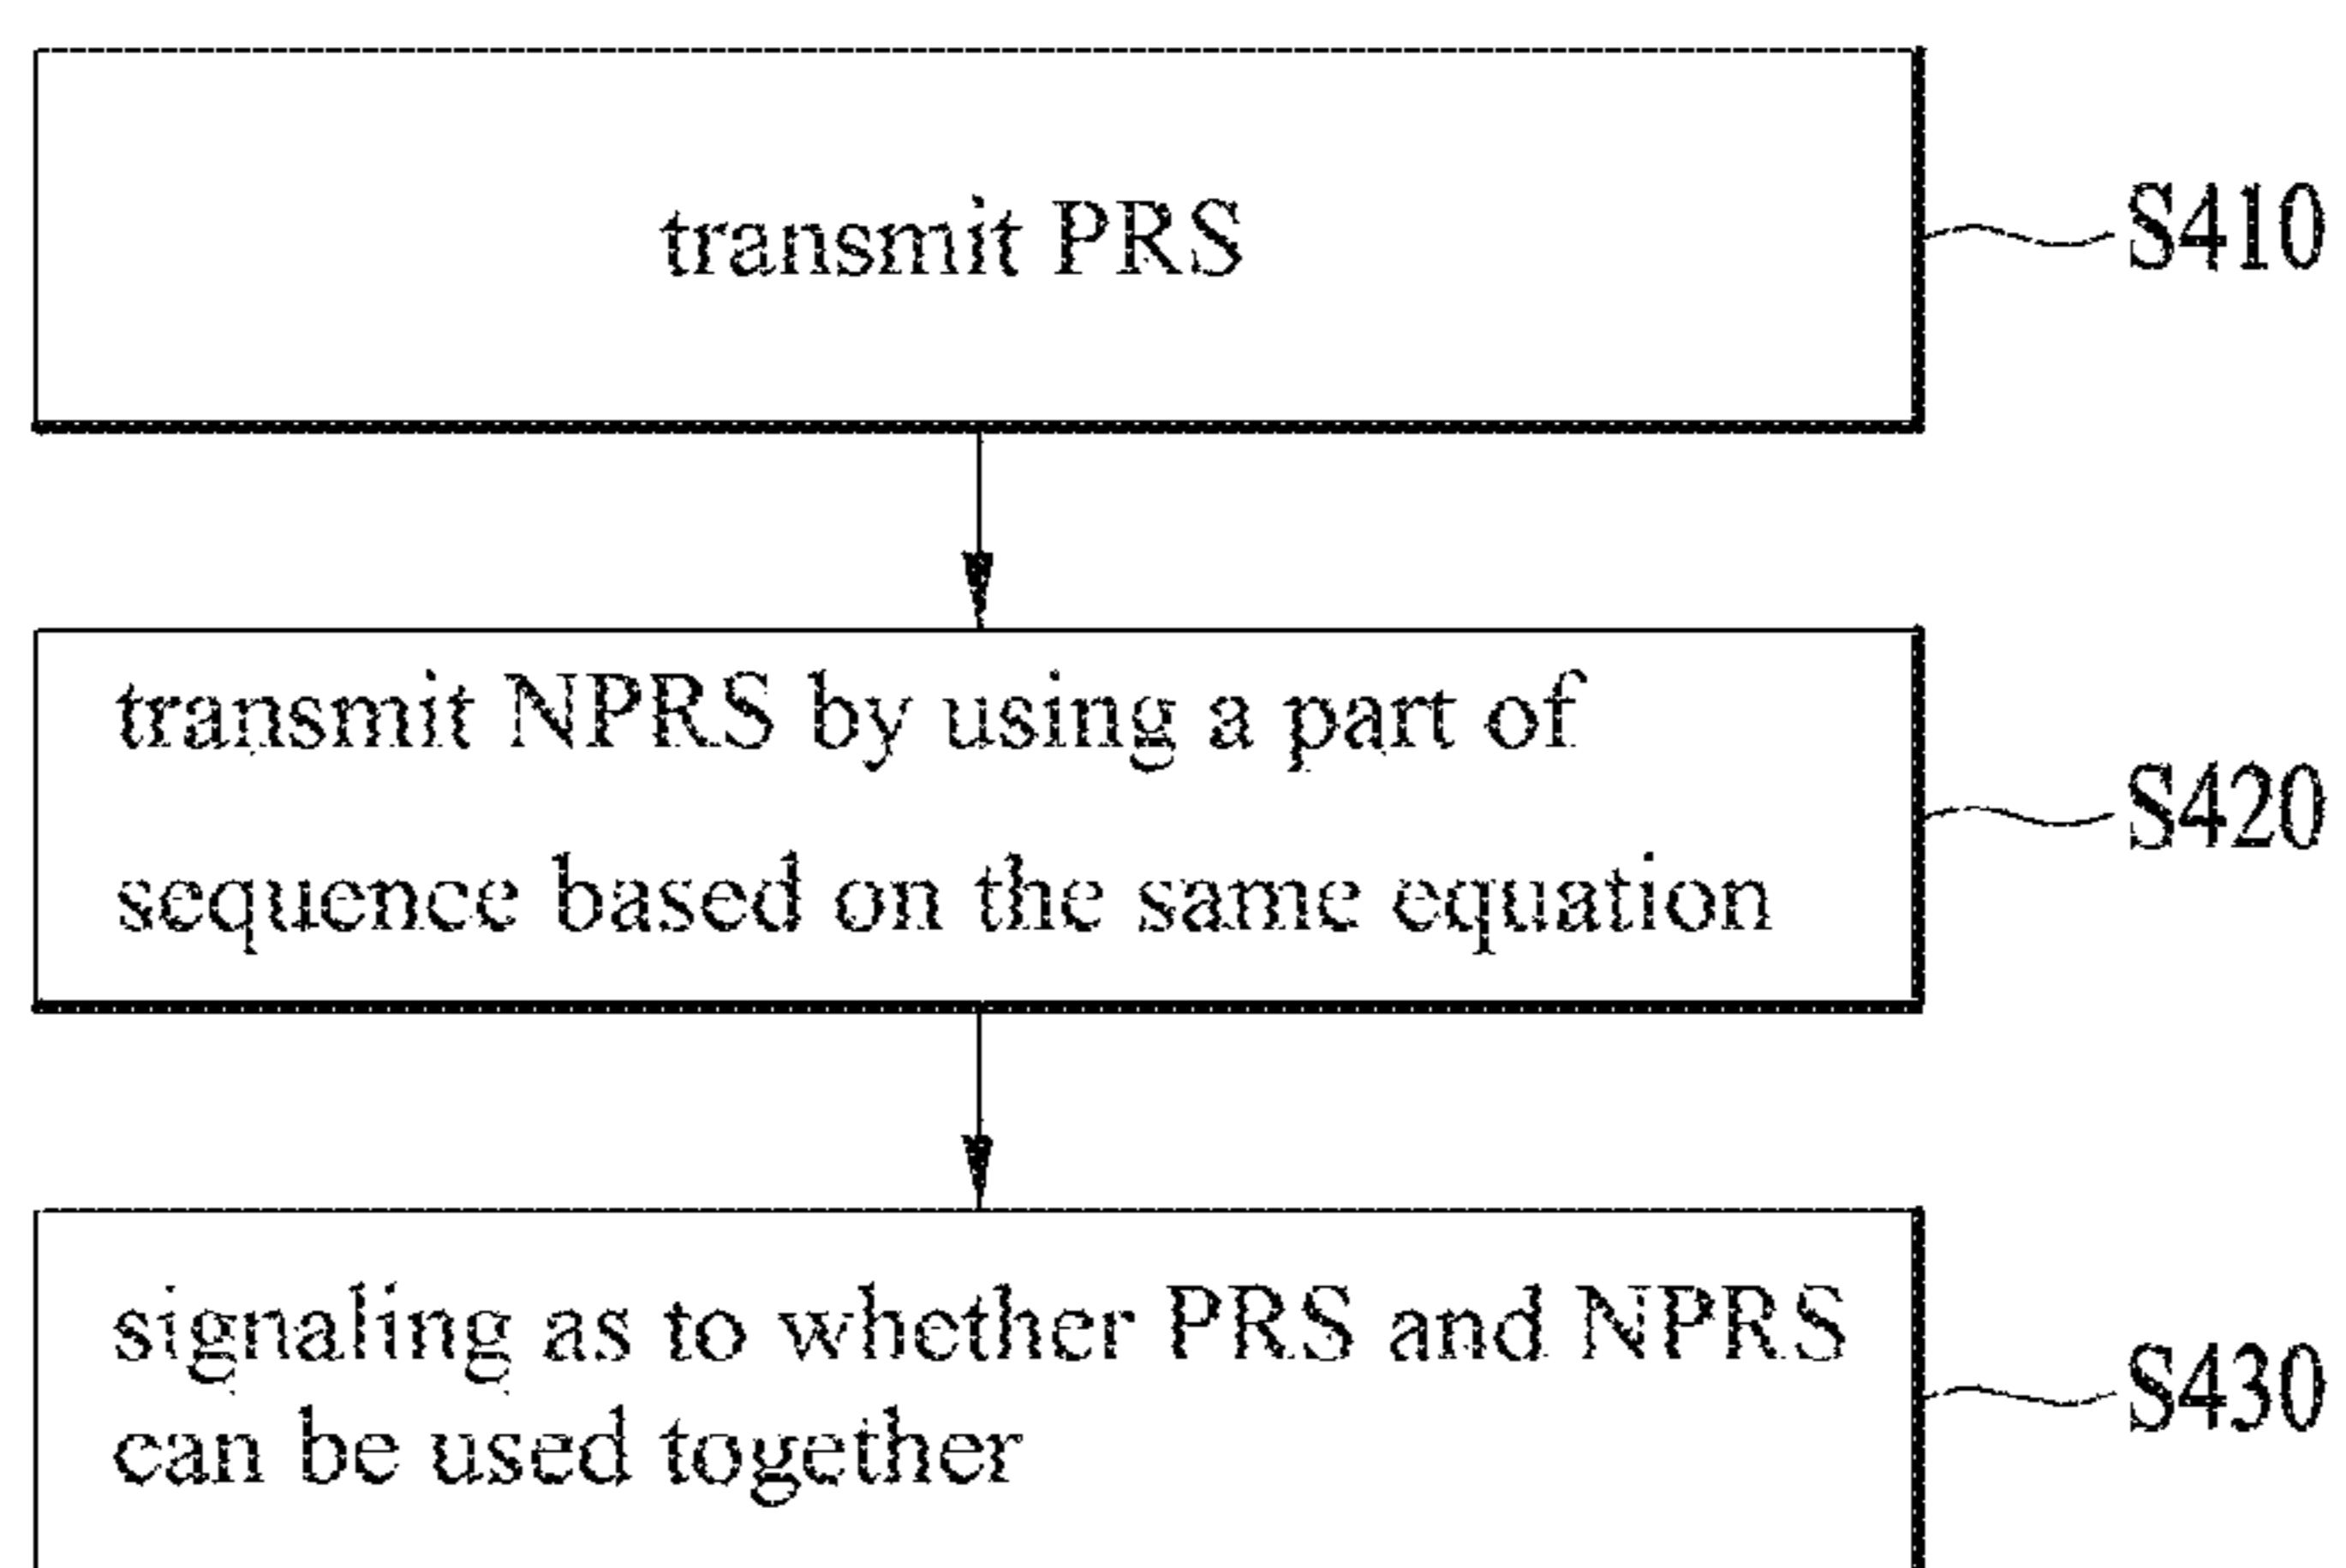 transmit PRS
S410
transmit NPRS by using a part of
sequence based on the same equation
S420
signaling as to whether PRS and NPRS
can be used together
S430